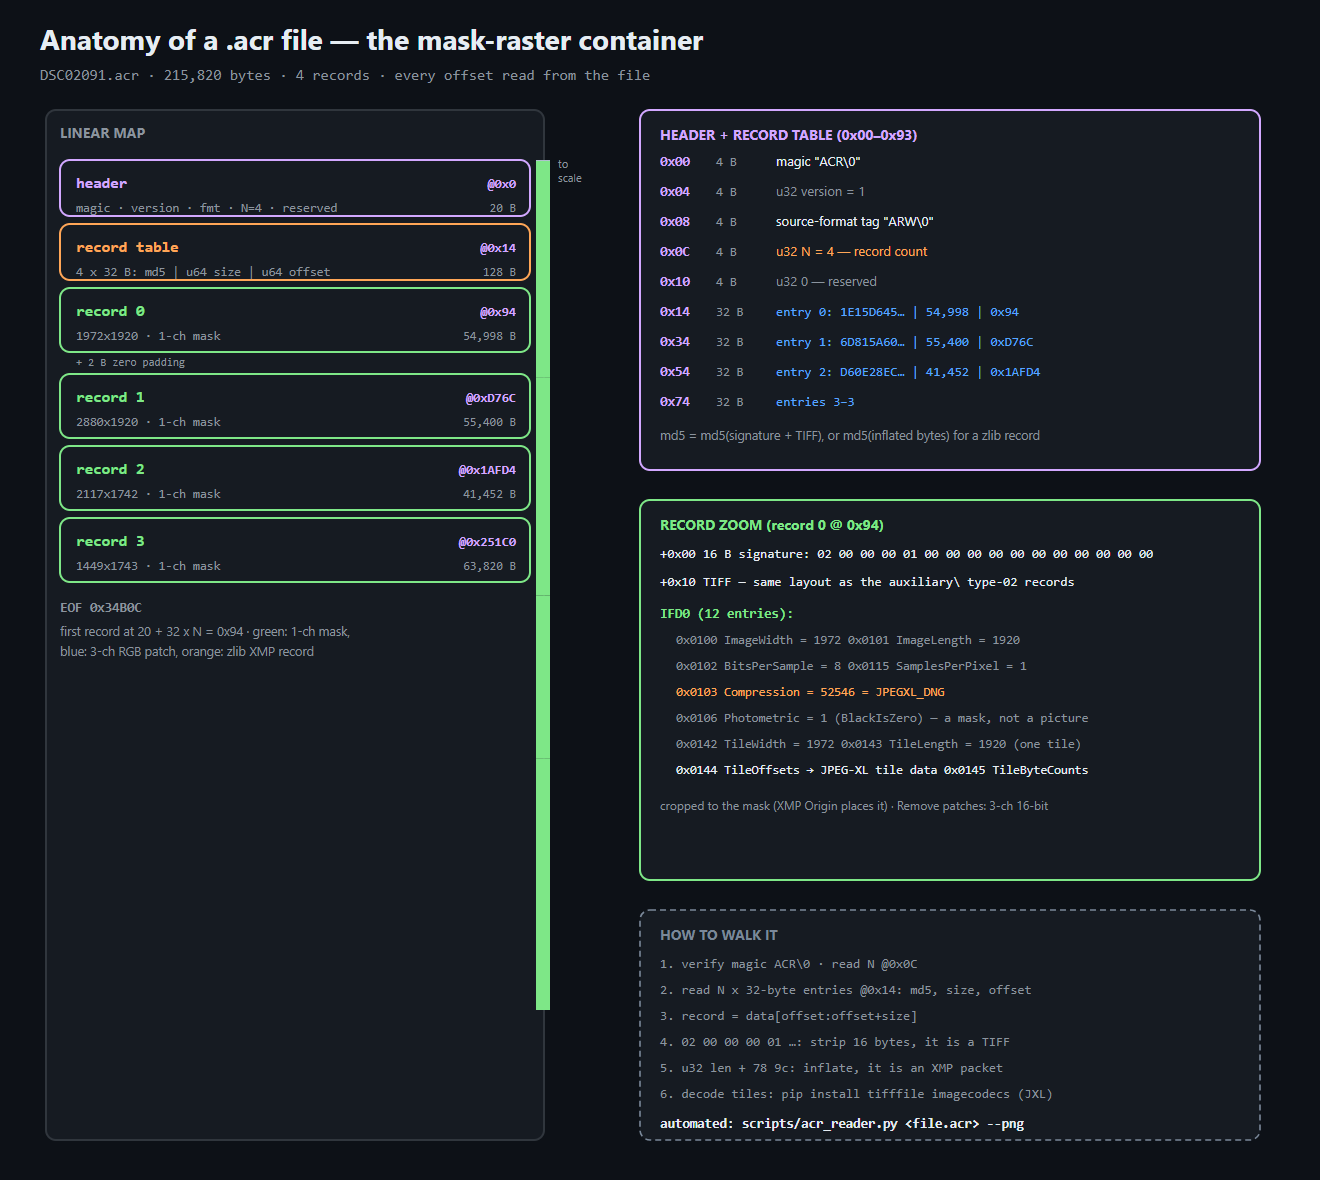 Anatomy of a .acr file — the mask-raster container
DSC02091.acr · 215,820 bytes · 4 records · every offset read from the file
LINEAR MAP
to
scale
header @0x0
magic · version · fmt · N=4 · reserved 20 B
record table @0x14
4 x 32 B: md5 | u64 size | u64 offset 128 B
record 0 @0x94
1972x1920 · 1-ch mask 54,998 B
+ 2 B zero padding
record 1 @0xD76C
2880x1920 · 1-ch mask 55,400 B
record 2 @0x1AFD4
2117x1742 · 1-ch mask 41,452 B
record 3 @0x251C0
1449x1743 · 1-ch mask 63,820 B
EOF 0x34B0C
first record at 20 + 32 x N = 0x94 · green: 1-ch mask,
blue: 3-ch RGB patch, orange: zlib XMP record
HEADER + RECORD TABLE (0x00–0x93)
0x00 4 B magic "ACR\0"
0x04 4 B u32 version = 1
0x08 4 B source-format tag "ARW\0"
0x0C 4 B u32 N = 4 — record count
0x10 4 B u32 0 — reserved
0x14 32 B entry 0: 1E15D645… | 54,998 | 0x94
0x34 32 B entry 1: 6D815A60… | 55,400 | 0xD76C
0x54 32 B entry 2: D60E28EC… | 41,452 | 0x1AFD4
0x74 32 B entries 3–3
md5 = md5(signature + TIFF), or md5(inflated bytes) for a zlib record
RECORD ZOOM (record 0 @ 0x94)
+0x00 16 B signature: 02 00 00 00 01 00 00 00 00 00 00 00 00 00 00 00
+0x10 TIFF — same layout as the auxiliary\ type-02 records
IFD0 (12 entries):
0x0100 ImageWidth = 1972 0x0101 ImageLength = 1920
0x0102 BitsPerSample = 8 0x0115 SamplesPerPixel = 1
0x0103 Compression = 52546 = JPEGXL_DNG
0x0106 Photometric = 1 (BlackIsZero) — a mask, not a picture
0x0142 TileWidth = 1972 0x0143 TileLength = 1920 (one tile)
0x0144 TileOffsets → JPEG-XL tile data 0x0145 TileByteCounts
cropped to the mask (XMP Origin places it) · Remove patches: 3-ch 16-bit
HOW TO WALK IT
1. verify magic ACR\0 · read N @0x0C
2. read N x 32-byte entries @0x14: md5, size, offset
3. record = data[offset:offset+size]
4. 02 00 00 00 01 …: strip 16 bytes, it is a TIFF
5. u32 len + 78 9c: inflate, it is an XMP packet
6. decode tiles: pip install tifffile imagecodecs (JXL)
automated: scripts/acr_reader.py <file.acr> --png